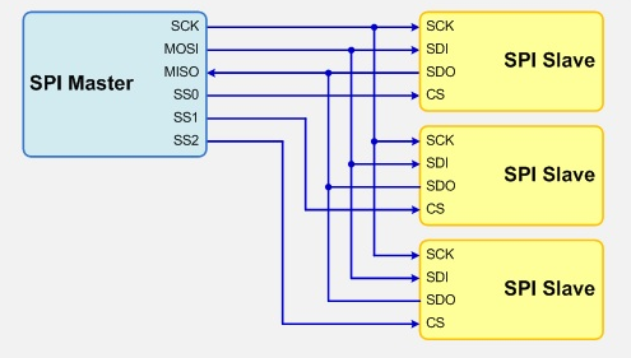 SPI Master
SCK
MOSI
MISO
SS0
SS1
SS2
SCK
SDI
SDO
CS
SPI Slave
SCK
SDI
SDO
CS
SPI Slave
SCK
SDI
SDO
CS
SPI Slave